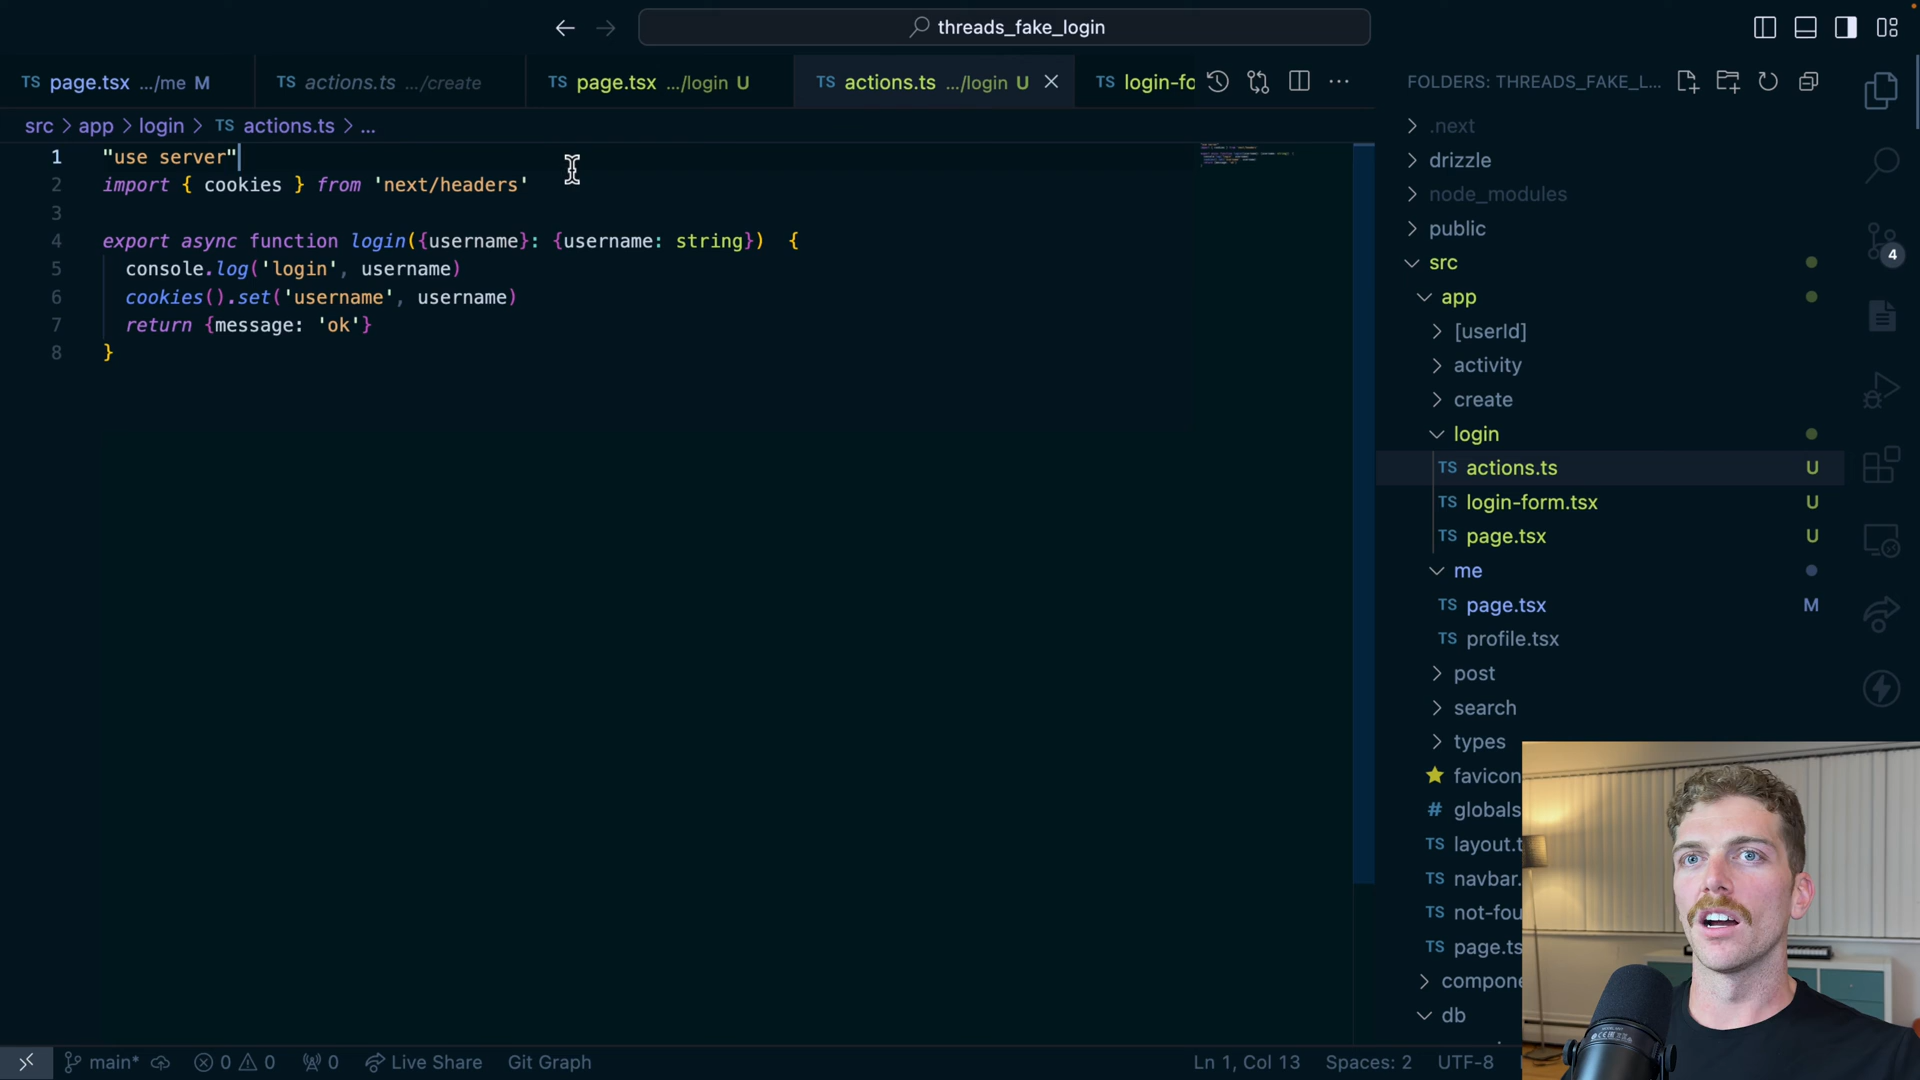 threads_fake_login
TS page.tsx .../me M
TS actions.ts .../create
TS page.tsx .../login U
TS actions.ts .../login U
TS login-fo
src > app > login > TS actions.ts > ...
1 "use server"
2 import { cookies } from 'next/headers'
3
4 export async function login({username}: {username: string})  {
5 console.log('login', username)
6 cookies().set('username', username)
7 return {message: 'ok'}
8 }
FOLDERS: THREADS_FAKE_L...
.next
drizzle
node_modules
public
src
app
[userId]
activity
create
login
TS actions.ts U
TS login-form.tsx U
TS page.tsx U
me
TS page.tsx M
TS profile.tsx
post
search
types
favicon
# globals
TS layout.t
TS navbar.
TS not-fou
TS page.ts
compone
db
4
main* 0 0 0 Live Share Git Graph
Ln 1, Col 13 Spaces: 2 UTF-8